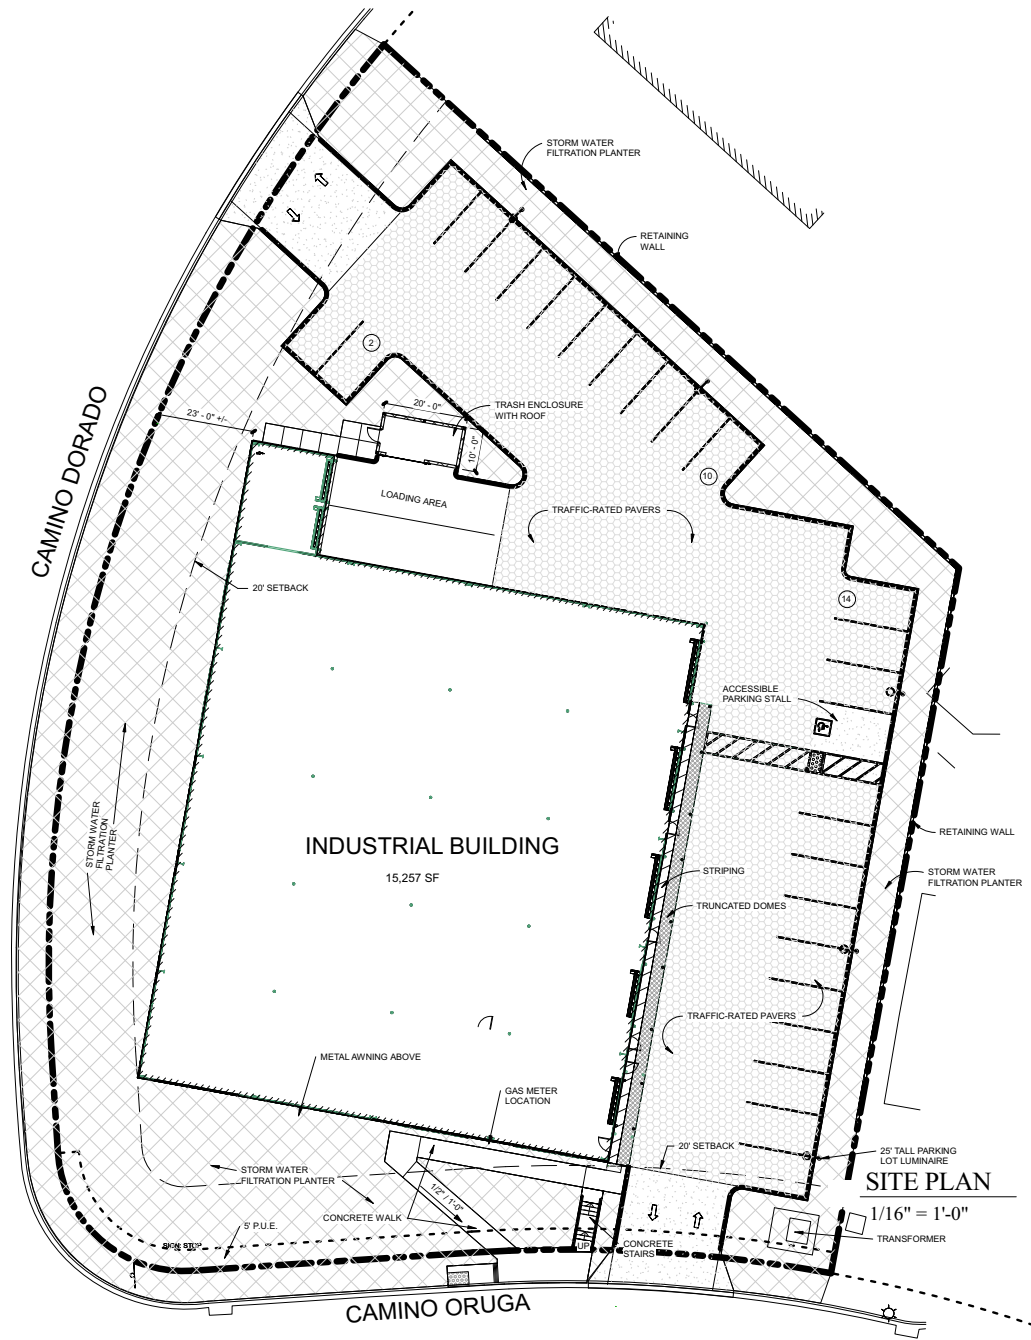 STORM WATER
FILTRATION PLANTER
RETAINING
WALL
2
20' - 0"
TRASH ENCLOSURE
WITH ROOF
23' - 0" +/-
10' - 0"
10
CAMINO DORADO
LOADING AREA
TRAFFIC-RATED PAVERS
20' SETBACK
14
ACCESSIBLE
PARKING STALL
STORM WATER
FILTRATION
PLANTER
INDUSTRIAL BUILDING
15,257 SF
RETAINING WALL
STRIPING
STORM WATER
FILTRATION PLANTER
TRUNCATED DOMES
TRAFFIC-RATED PAVERS
METAL AWNING ABOVE
GAS METER
LOCATION
20' SETBACK
25' TALL PARKING
LOT LUMINAIRE
STORM WATER
FILTRATION PLANTER
SITE PLAN
1/16" = 1'-0"
1/2" / 1'-0"
CONCRETE WALK
5' P.U.E.
SIGN: STOP
UP
CONCRETE
STAIRS
TRANSFORMER
CAMINO ORUGA